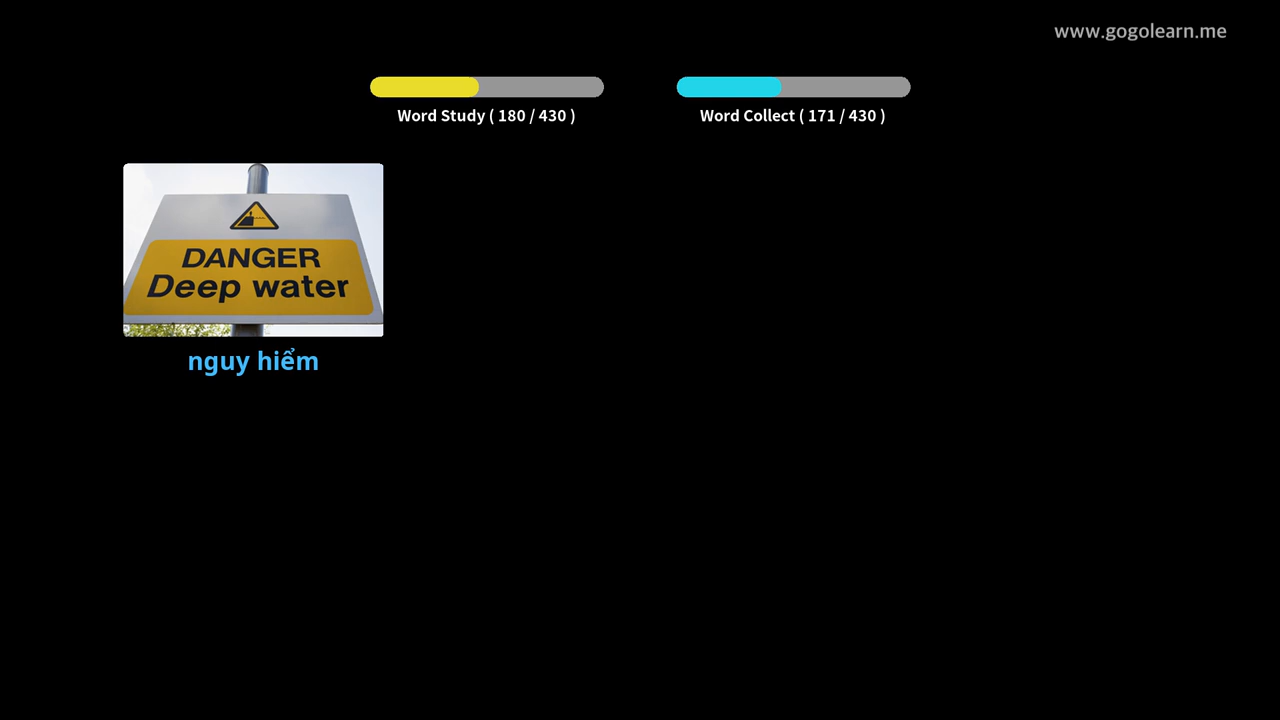 www.gogolearn.me
Word Study ( 180 / 430 )
Word Collect ( 171 / 430 )
DANGER
Deep water
nguy hiểm